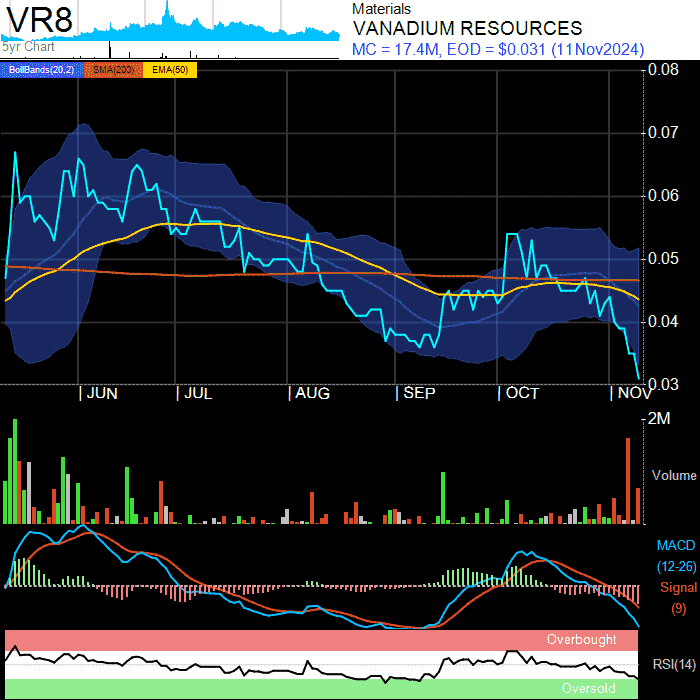 VR8
5yr Chart
Materials
VANADIUM RESOURCES
MC = 17.4M, EOD = $0.031 (11Nov2024)
BollBands(20,2) SMA(200) EMA(50)
0.08
0.07
0.06
0.05
0.04
0.03
JUN JUL AUG SEP OCT NOV
2M
Volume
MACD
(12-26)
Signal
(9)
Overbought
RSI(14)
Oversold